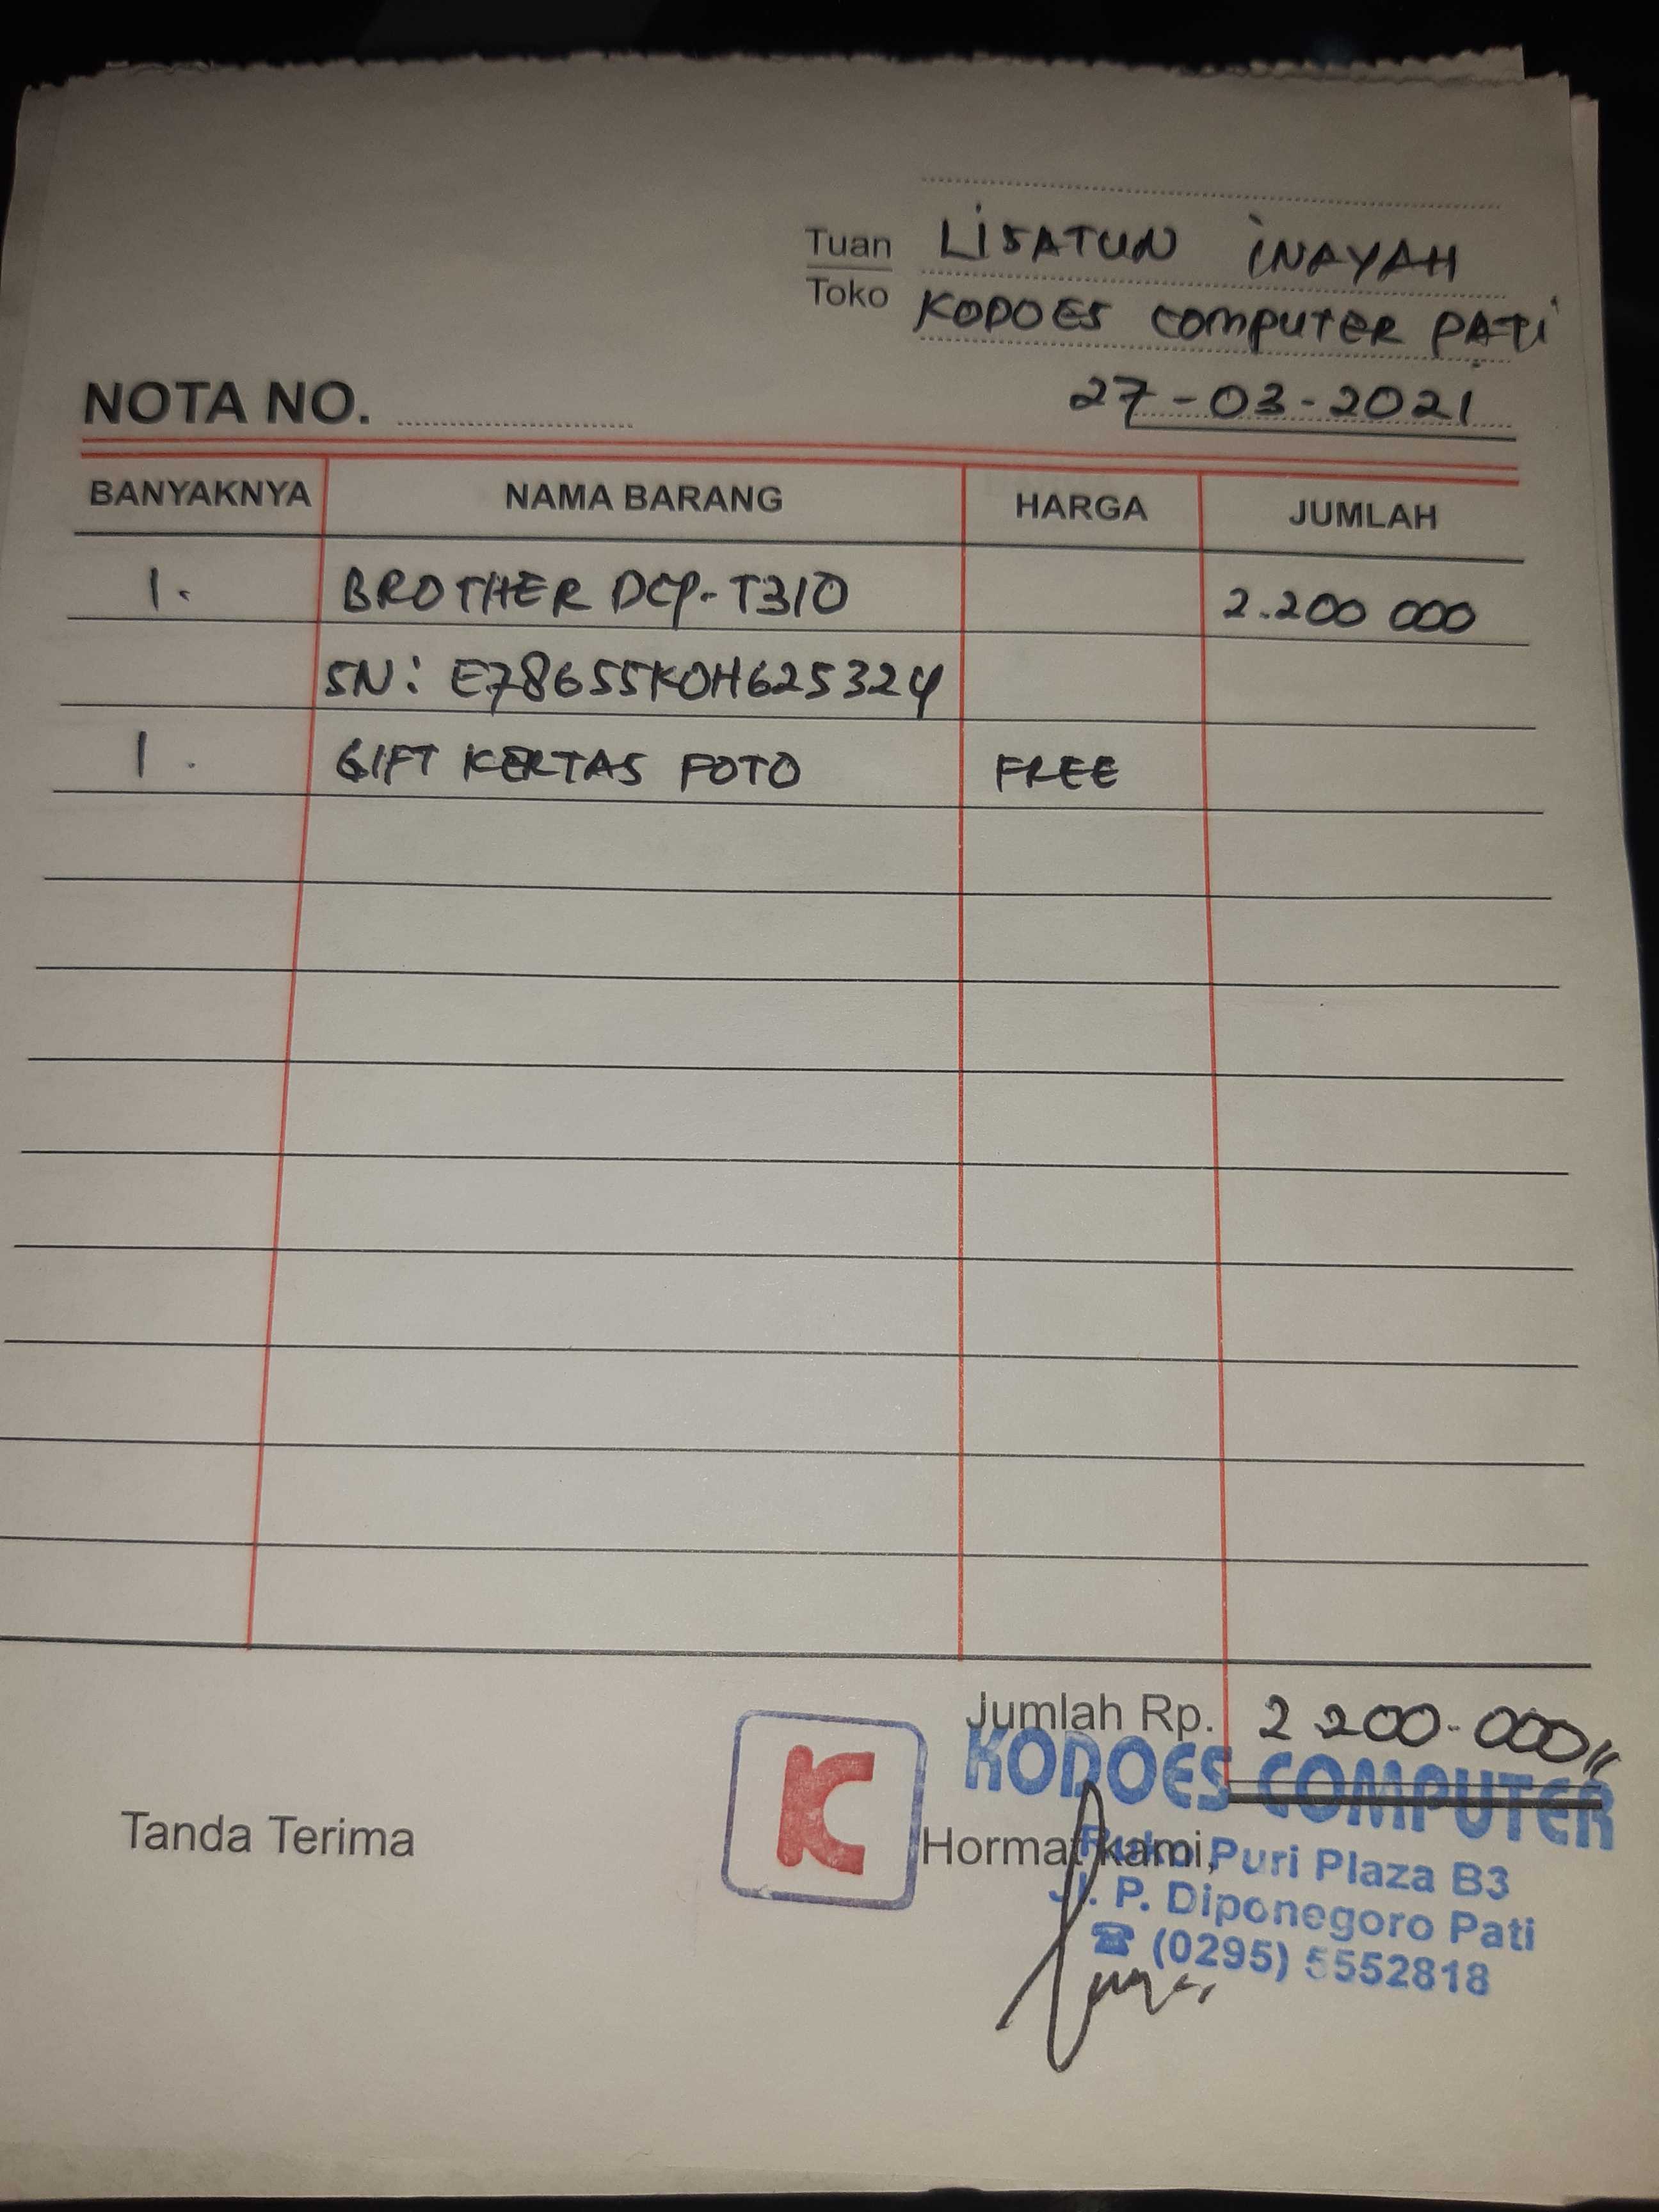 Tuan LISATUN INAYAH
Toko KODOES COMPUTER PATI
NOTA NO. 27-03-2021
BANYAKNYA NAMA BARANG HARGA JUMLAH
1. BROTHER DCP-T310 2.200 000
SN: E78655K0H625324
1. GIFT KERTAS FOTO FREE
Jumlah Rp. 2 200.000
KODOES COMPUTER
K
Tanda Terima Hormat kami,
Ruko Puri Plaza B3
Jl. P. Diponegoro Pati
☎ (0295) 5552818